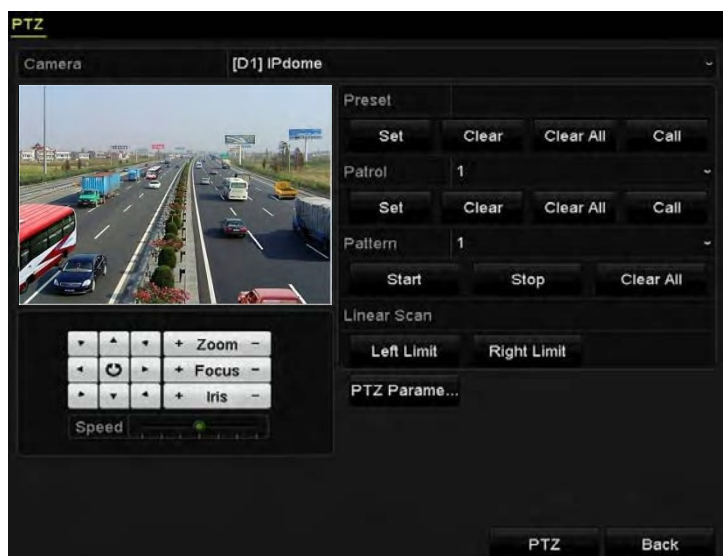 PTZ
Camera [D1] IPdome
Preset
Set Clear Clear All Call
Patrol 1
Set Clear Clear All Call
Pattern 1
Start Stop Clear All
Linear Scan
Left Limit Right Limit
PTZ Parame...
+ Zoom -
+ Focus -
+ Iris -
Speed
PTZ Back